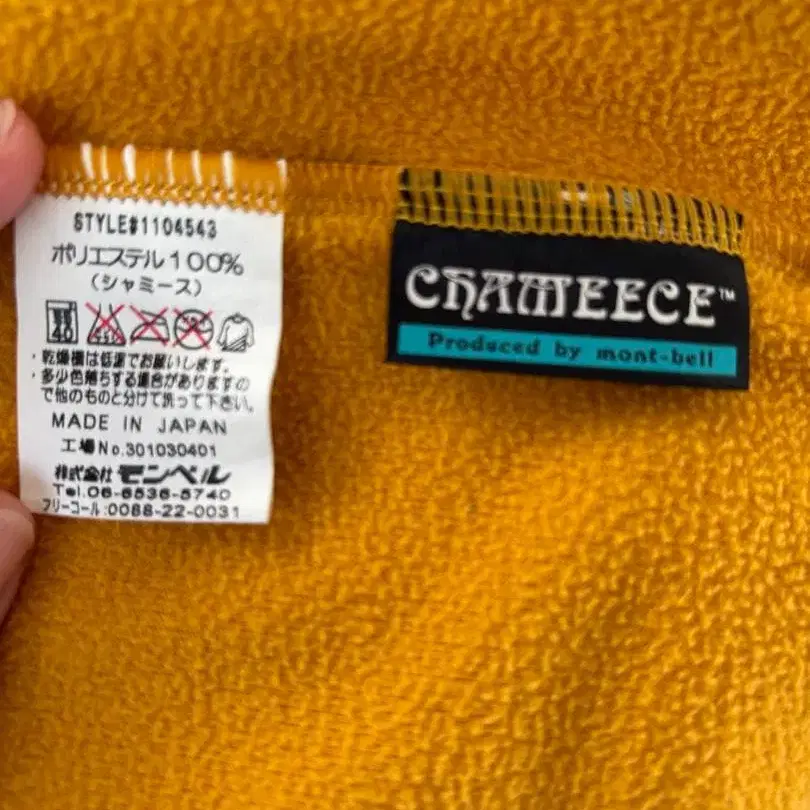 STYLE#1104543
ポリエステル100%
(シャミース)
40
・乾燥機は低温でお願いします。
・多少色落ちする場合がありますの
で他のものと分けて洗って下さい。
MADE IN JAPAN
工場No.301030401
株式会社モンベル
Tel.06-6536-5740
フリーコール:0088-22-0031
CHAMEECE™
Produced by mont-bell